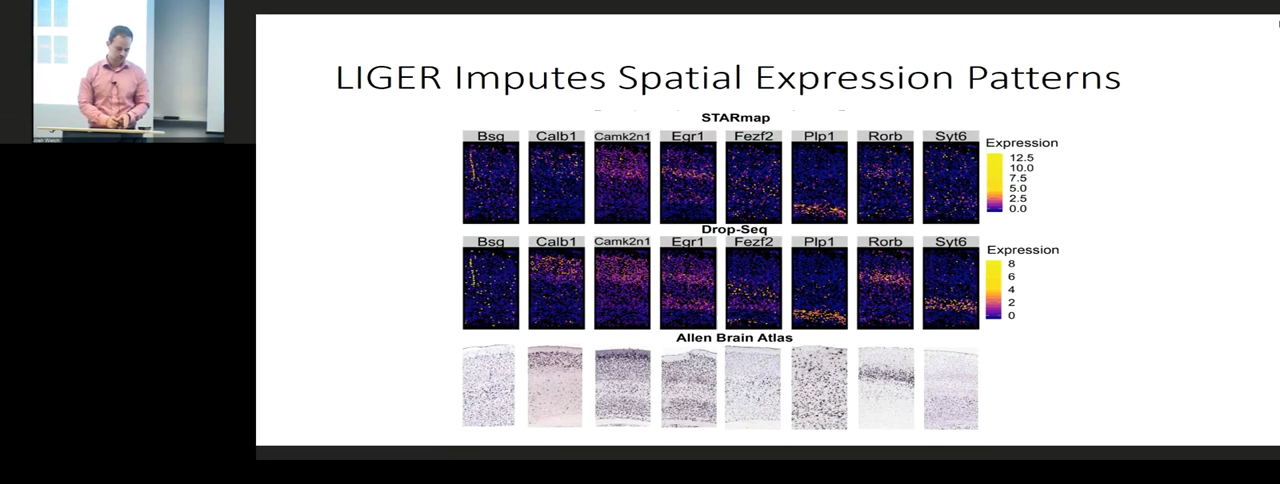 LIGER Imputes Spatial Expression Patterns
STARmap
Bsg Calb1 Camk2n1 Egr1 Fezf2 Plp1 Rorb Syt6
Expression
12.5
10.0
7.5
5.0
2.5
0.0
Drop-Seq
Bsg Calb1 Camk2n1 Egr1 Fezf2 Plp1 Rorb Syt6
Expression
8
6
4
2
0
Allen Brain Atlas